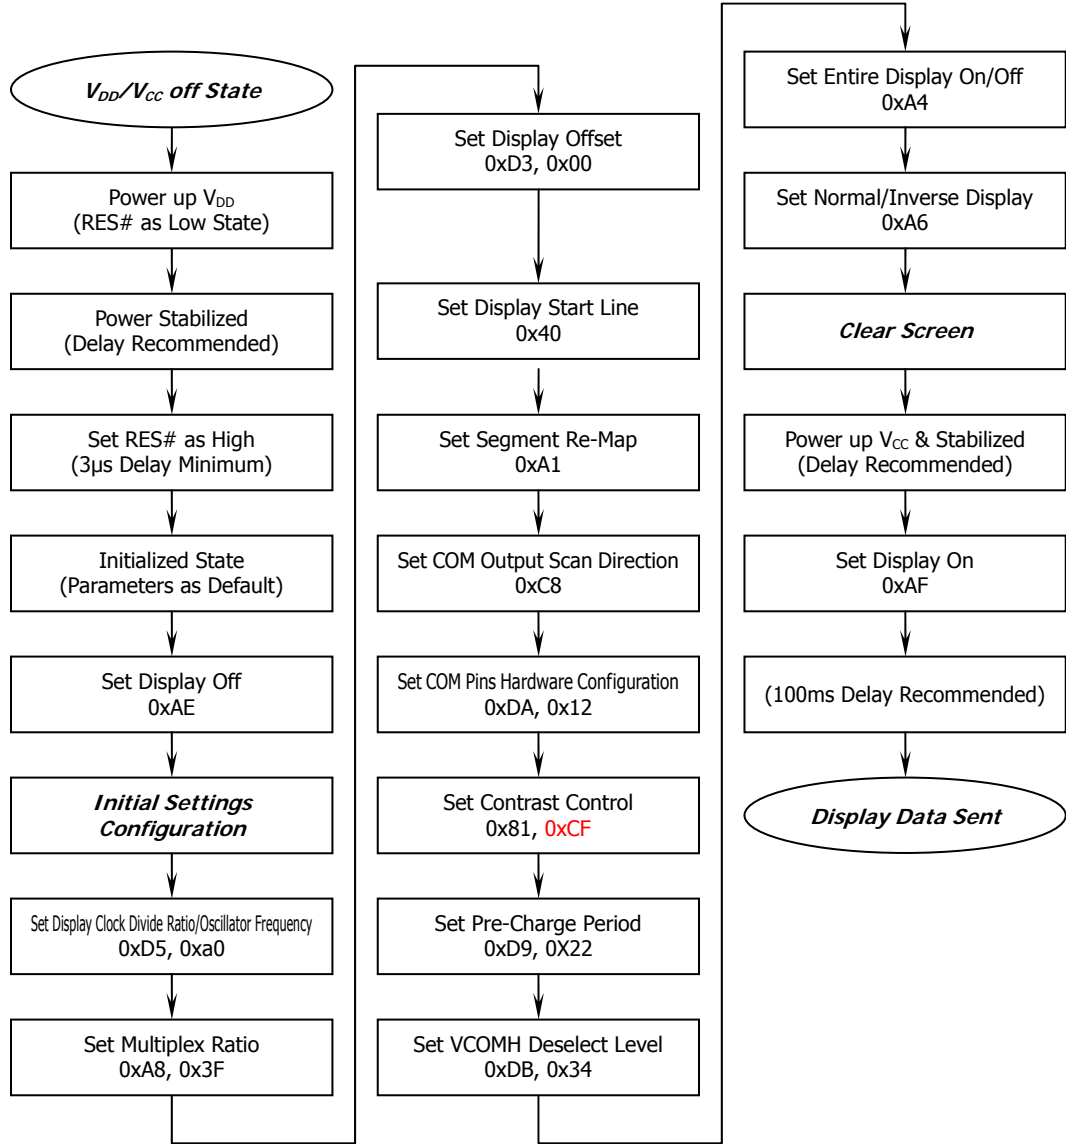 V_DD/V_CC off State
Power up V_DD
(RES# as Low State)
Power Stabilized
(Delay Recommended)
Set RES# as High
(3µs Delay Minimum)
Initialized State
(Parameters as Default)
Set Display Off
0xAE
Initial Settings
Configuration
Set Display Clock Divide Ratio/Oscillator Frequency
0xD5, 0xa0
Set Multiplex Ratio
0xA8, 0x3F
Set Display Offset
0xD3, 0x00
Set Display Start Line
0x40
Set Segment Re-Map
0xA1
Set COM Output Scan Direction
0xC8
Set COM Pins Hardware Configuration
0xDA, 0x12
Set Contrast Control
0x81, 0xCF
Set Pre-Charge Period
0xD9, 0X22
Set VCOMH Deselect Level
0xDB, 0x34
Set Entire Display On/Off
0xA4
Set Normal/Inverse Display
0xA6
Clear Screen
Power up V_CC & Stabilized
(Delay Recommended)
Set Display On
0xAF
(100ms Delay Recommended)
Display Data Sent